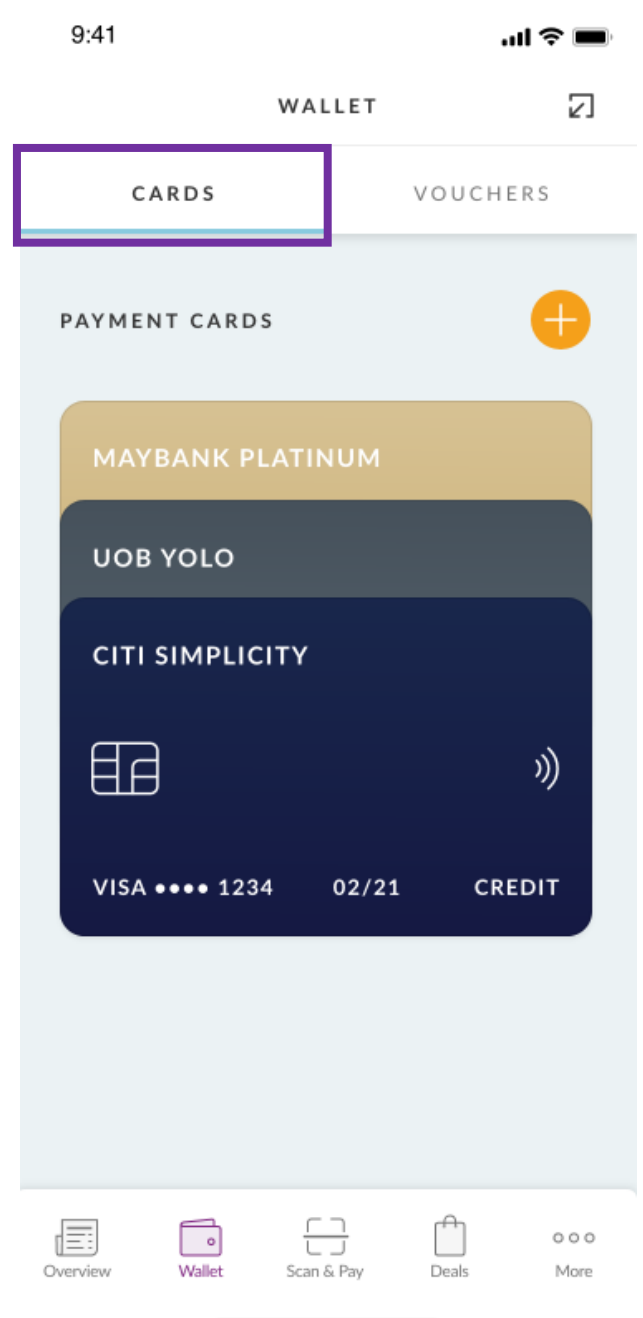 9:41
WALLET
CARDS VOUCHERS
PAYMENT CARDS
MAYBANK PLATINUM
UOB YOLO
CITI SIMPLICITY
VISA •••• 1234 02/21 CREDIT
Overview Wallet Scan & Pay Deals More